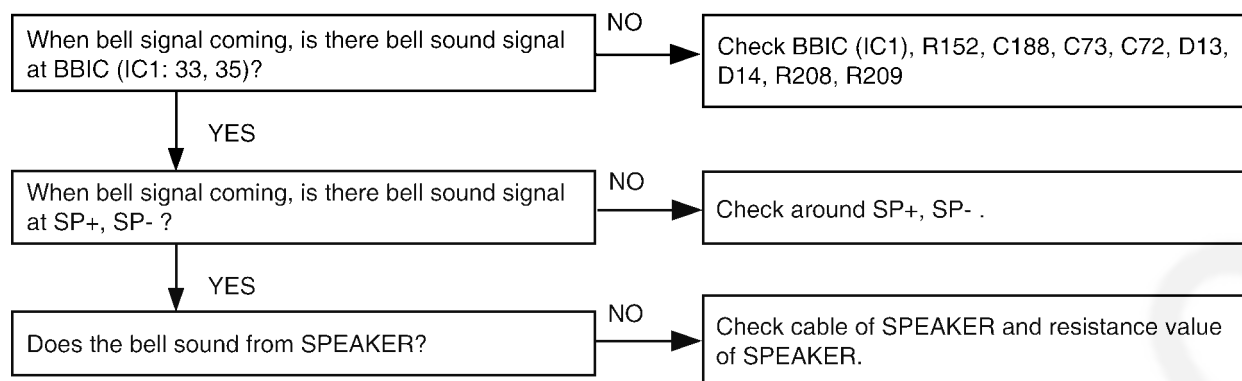 When bell signal coming, is there bell sound signal
at BBIC (IC1: 33, 35)?
NO
Check BBIC (IC1), R152, C188, C73, C72, D13,
D14, R208, R209
YES
When bell signal coming, is there bell sound signal
at SP+, SP- ?
NO
Check around SP+, SP- .
YES
Does the bell sound from SPEAKER?
NO
Check cable of SPEAKER and resistance value
of SPEAKER.